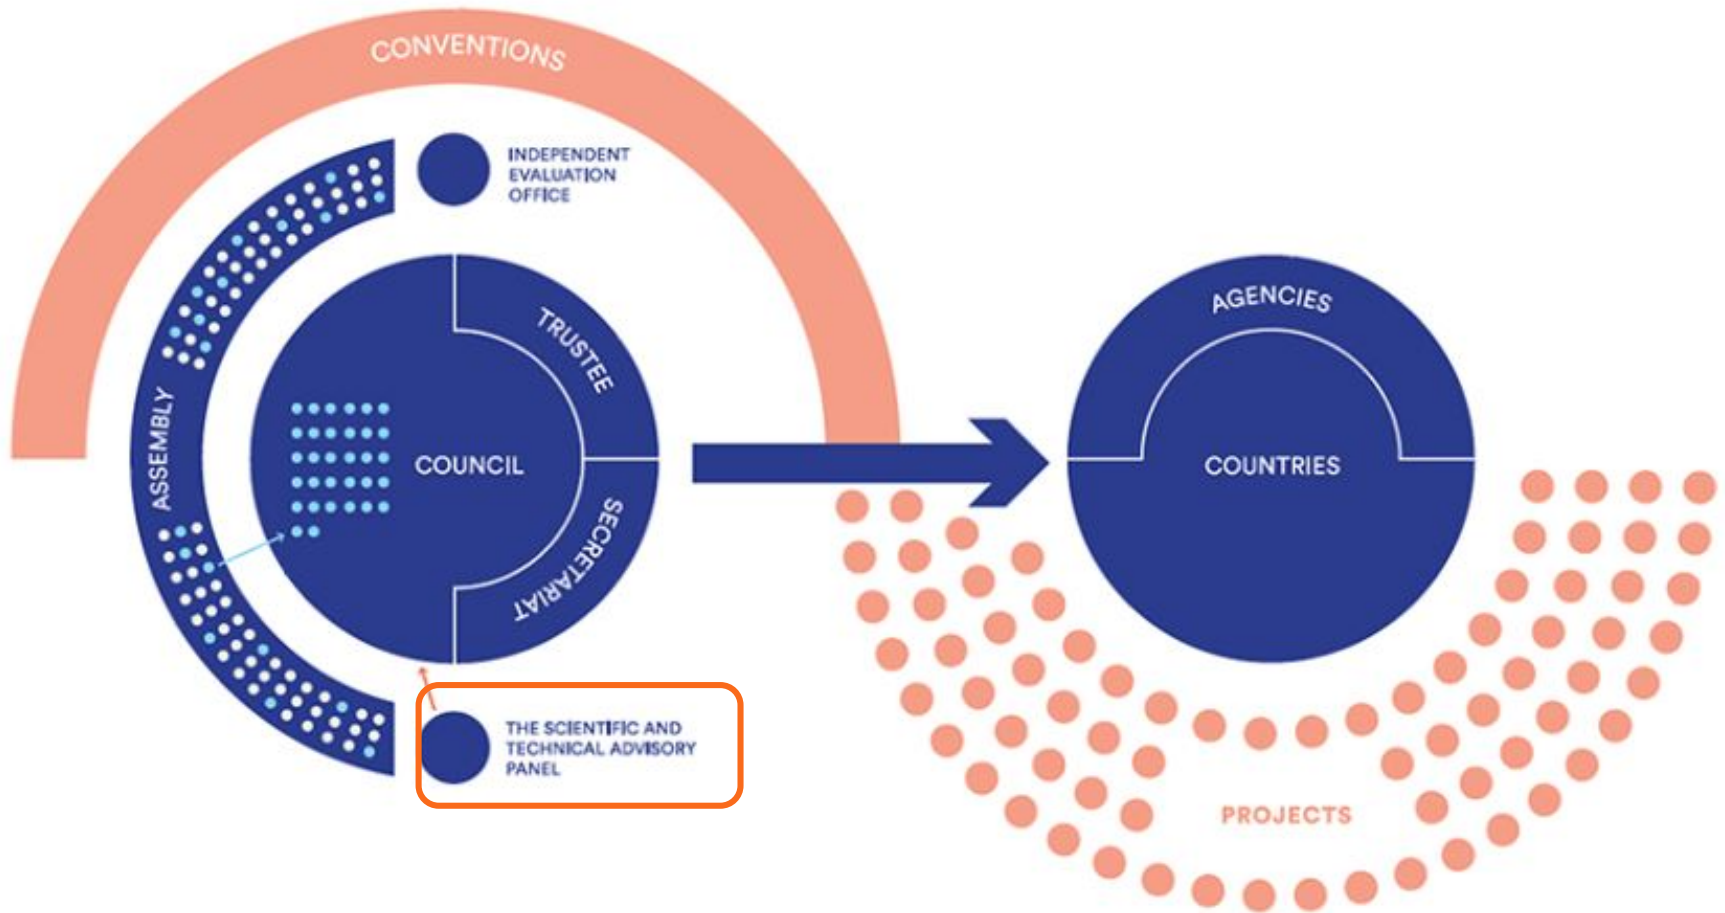 CONVENTIONS
INDEPENDENT
EVALUATION
OFFICE
TRUSTEE
ASSEMBLY
COUNCIL
SECRETARIAT
THE SCIENTIFIC AND
TECHNICAL ADVISORY
PANEL
AGENCIES
COUNTRIES
PROJECTS